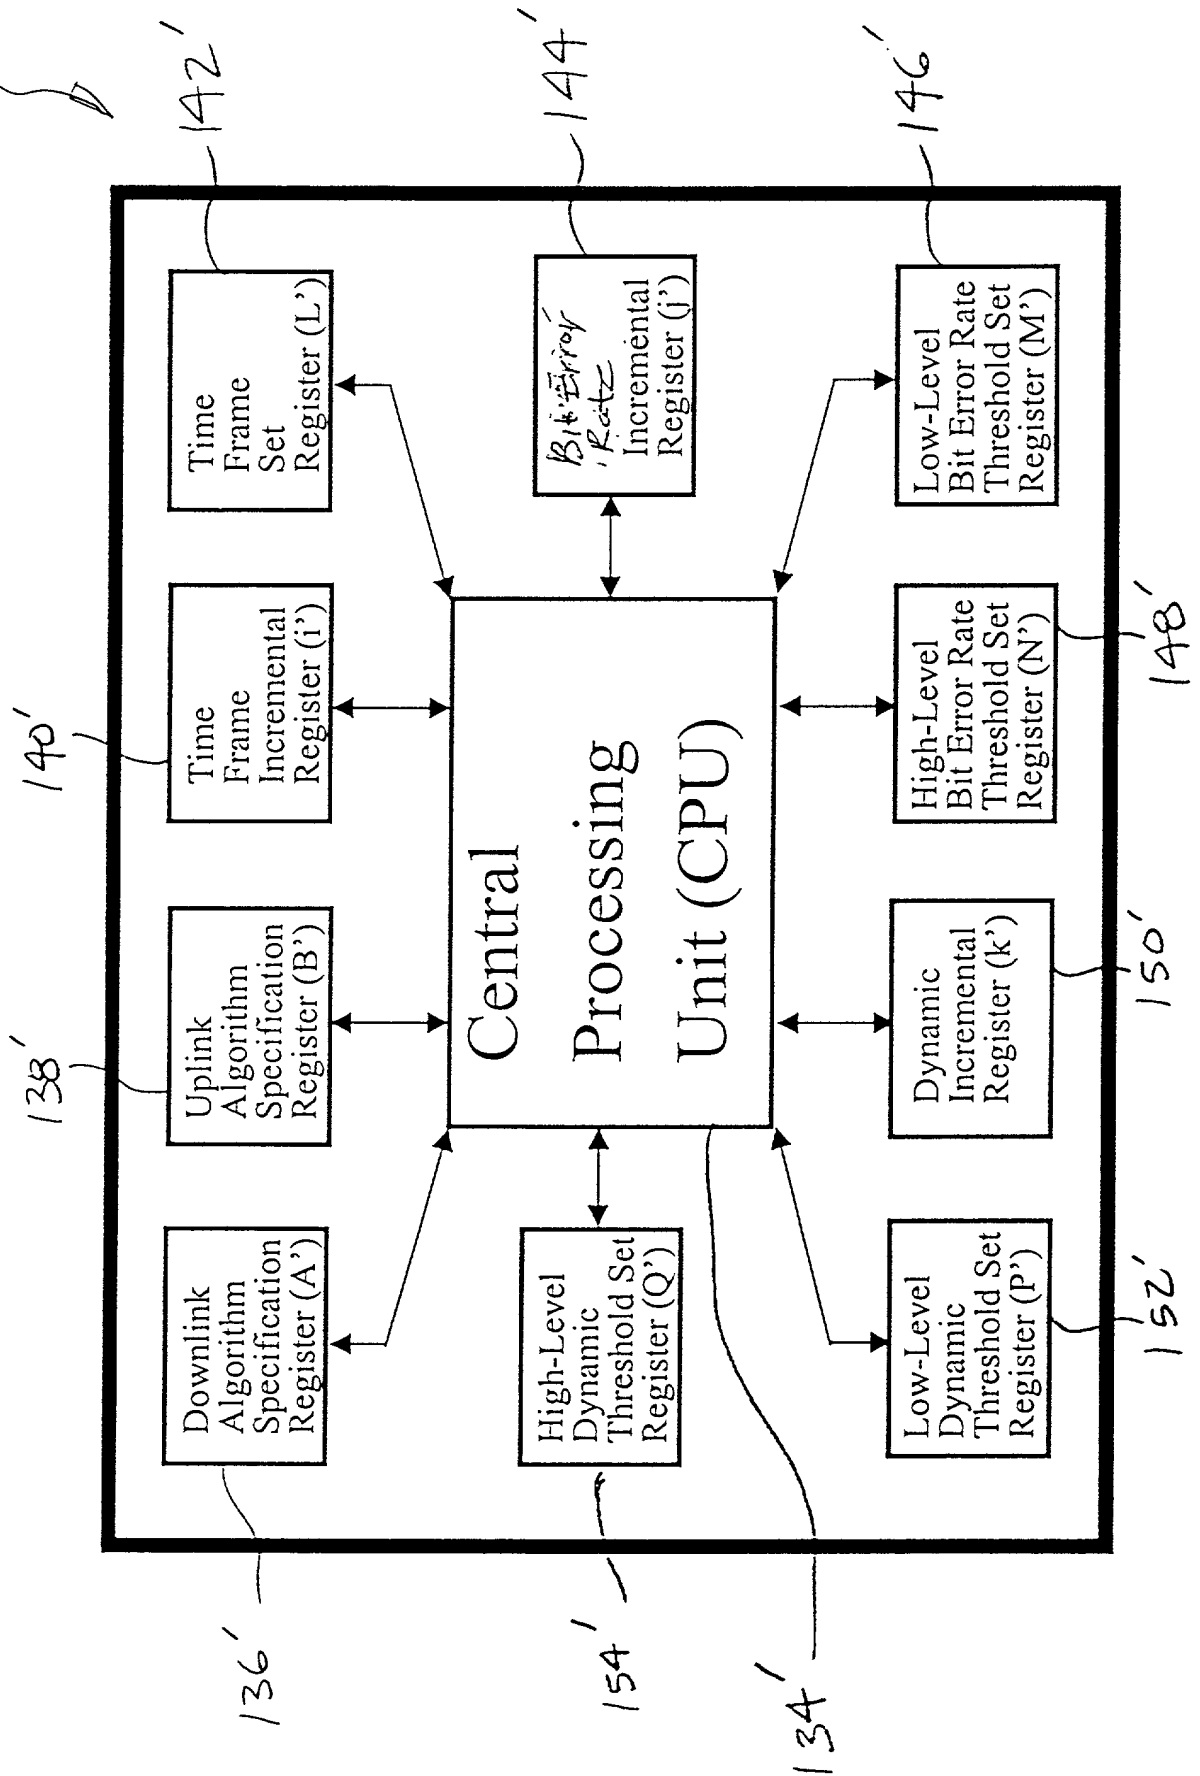 138'
140'
142'
Downlink
Algorithm
Specification
Register (A')
Uplink
Algorithm
Specification
Register (B')
Time
Frame
Incremental
Register (i')
Time
Frame
Set
Register (L')
136'
144'
High-Level
Dynamic
Threshold Set
Register (Q')
Central
Processing
Unit (CPU)
Bit Error
Rate
Incremental
Register (j')
154'
134'
146'
Low-Level
Dynamic
Threshold Set
Register (P')
Dynamic
Incremental
Register (k')
High-Level
Bit Error Rate
Threshold Set
Register (N')
Low-Level
Bit Error Rate
Threshold Set
Register (M')
152'
150'
148'